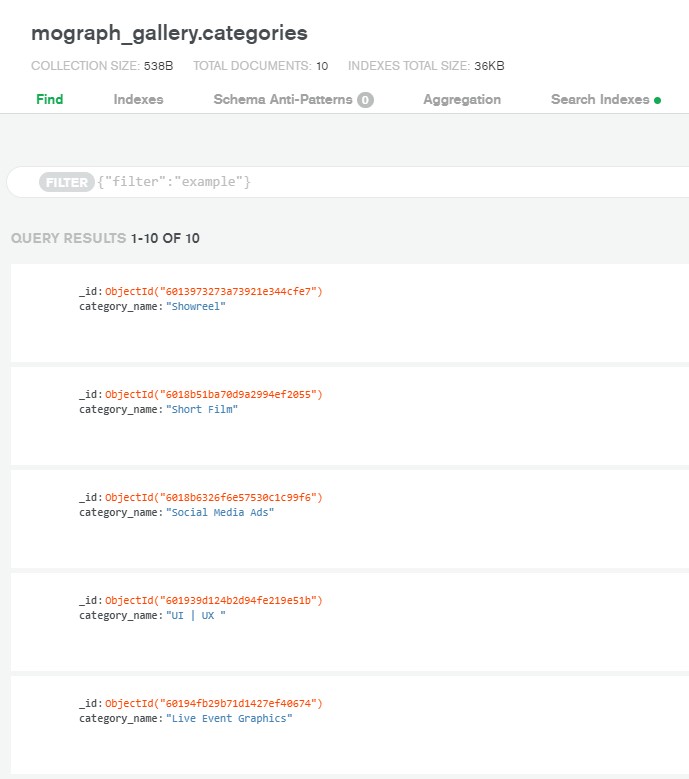 mograph_gallery.categories
COLLECTION SIZE: 538B TOTAL DOCUMENTS: 10 INDEXES TOTAL SIZE: 36KB
Find Indexes Schema Anti-Patterns 0 Aggregation Search Indexes
FILTER {"filter":"example"}
QUERY RESULTS 1-10 OF 10
_id: ObjectId("6013973273a73921e344cfe7")
category_name: "Showreel"
_id: ObjectId("6018b51ba70d9a2994ef2055")
category_name: "Short Film"
_id: ObjectId("6018b6326f6e57530c1c99f6")
category_name: "Social Media Ads"
_id: ObjectId("601939d124b2d94fe219e51b")
category_name: "UI | UX "
_id: ObjectId("60194fb29b71d1427ef40674")
category_name: "Live Event Graphics"